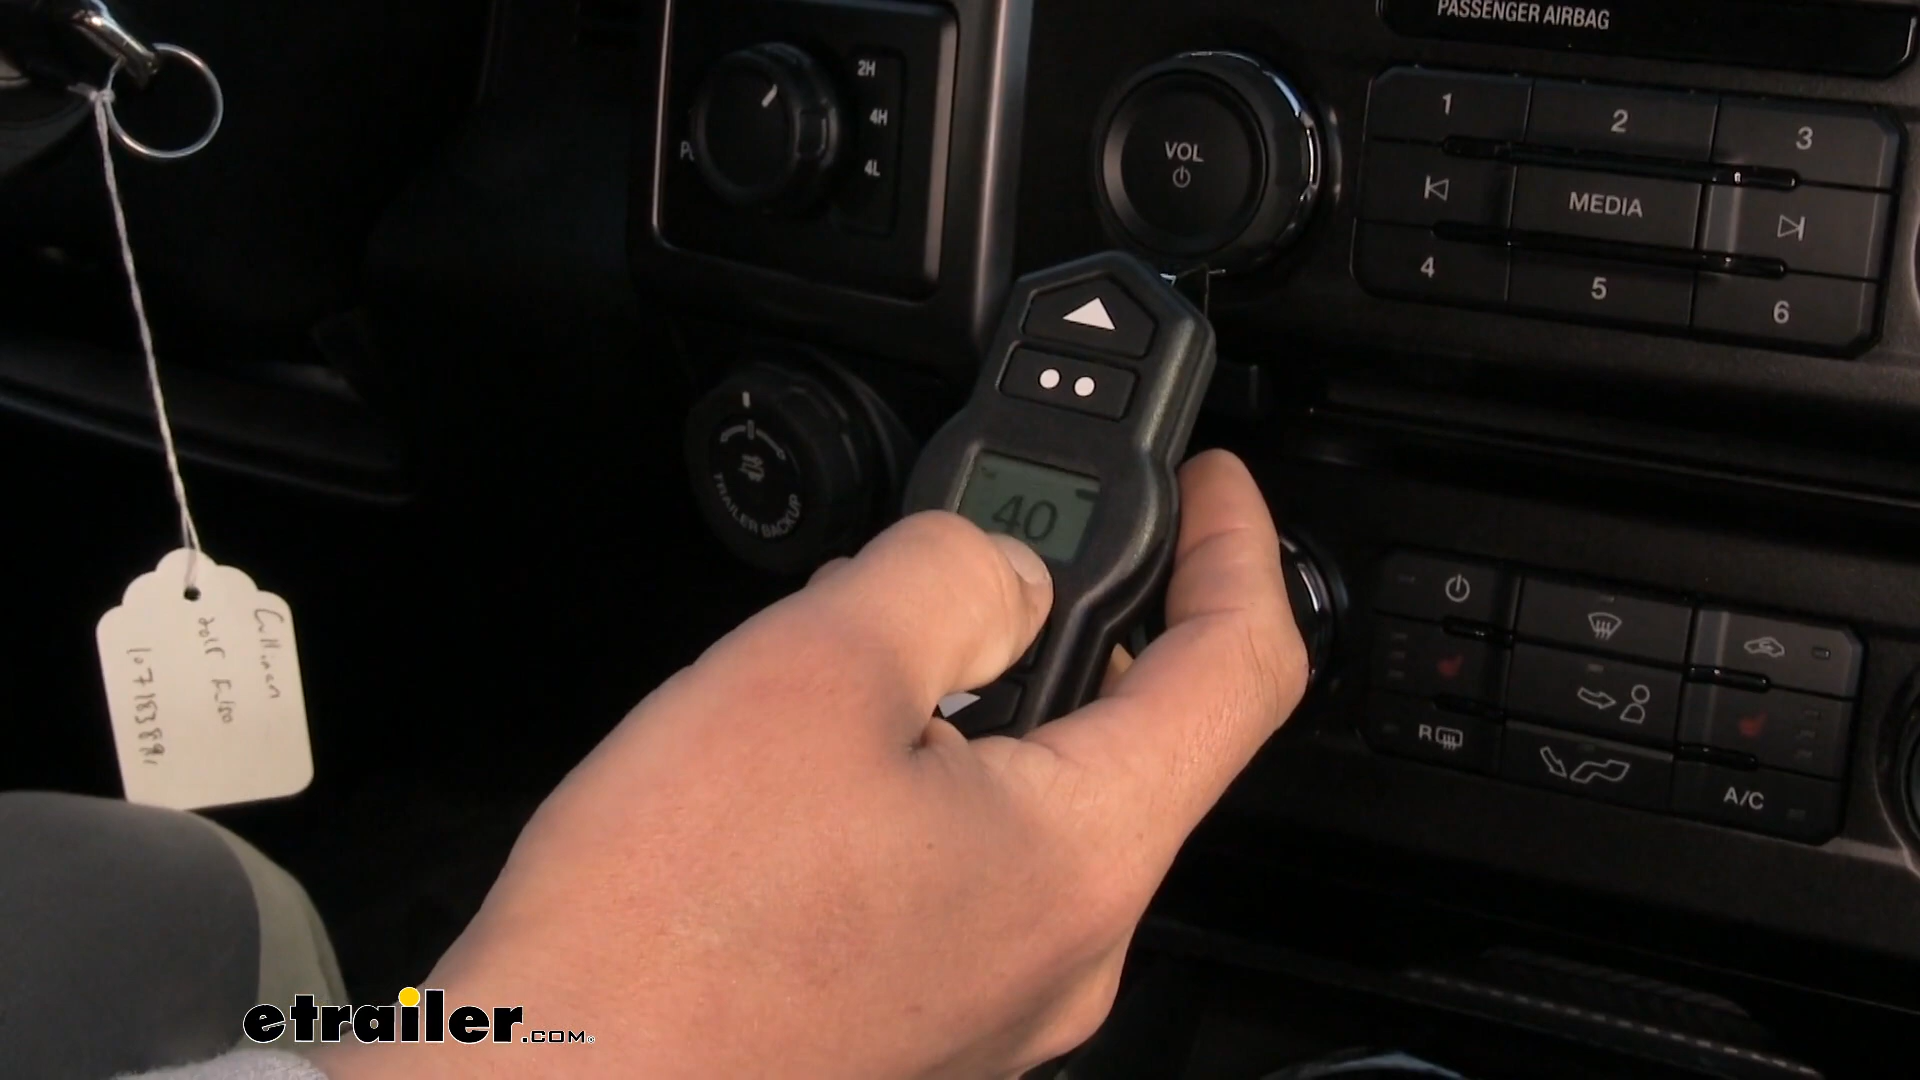 PASSENGER AIRBAG
2H
4H
4L
VOL
1
2
3
MEDIA
4
5
6
40
TRAILER BACKUP
R
A/C
etrailer.com